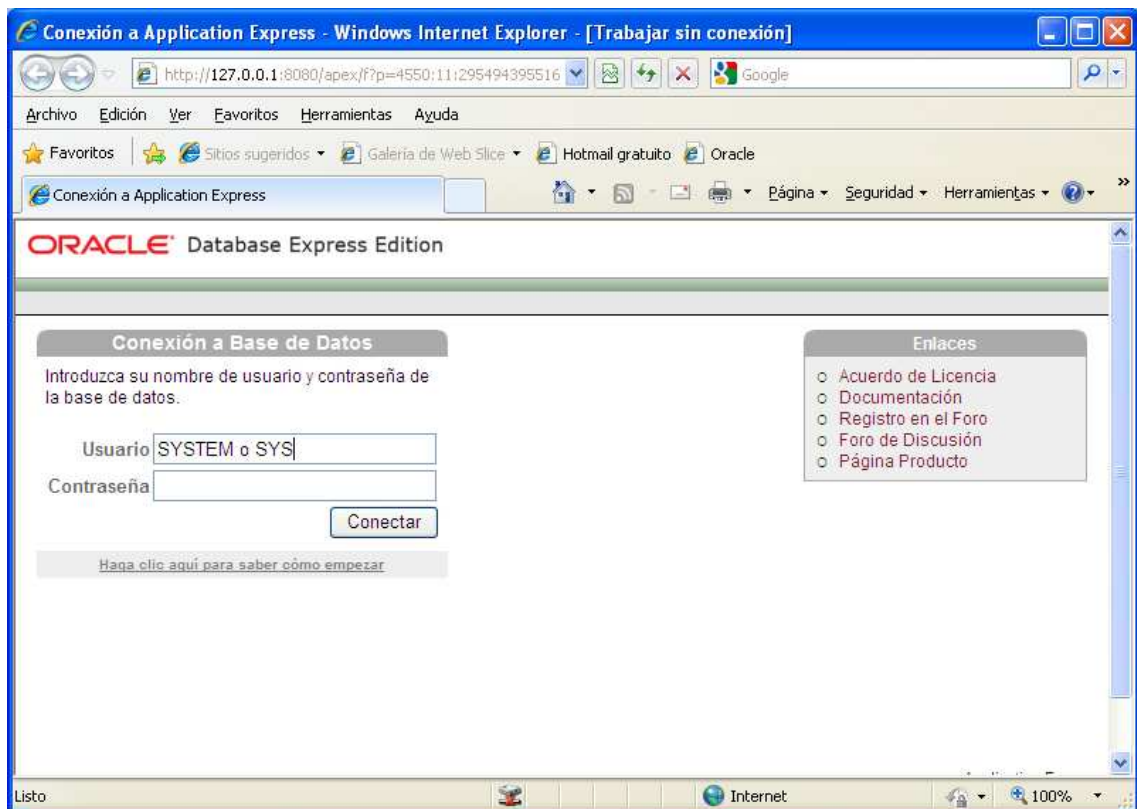 Conexión a Application Express - Windows Internet Explorer - [Trabajar sin conexión]
http://127.0.0.1:8080/apex/f?p=4550:11:295494395516
Google
Archivo Edición Ver Favoritos Herramientas Ayuda
Favoritos Sitios sugeridos Galería de Web Slice Hotmail gratuito Oracle
Conexión a Application Express Página Seguridad Herramientas »
ORACLE Database Express Edition
Conexión a Base de Datos
Introduzca su nombre de usuario y contraseña de
la base de datos.
Usuario SYSTEM o SYS
Contraseña
Conectar
Haga clic aquí para saber cómo empezar
Enlaces
Acuerdo de Licencia
Documentación
Registro en el Foro
Foro de Discusión
Página Producto
Listo Internet 100%